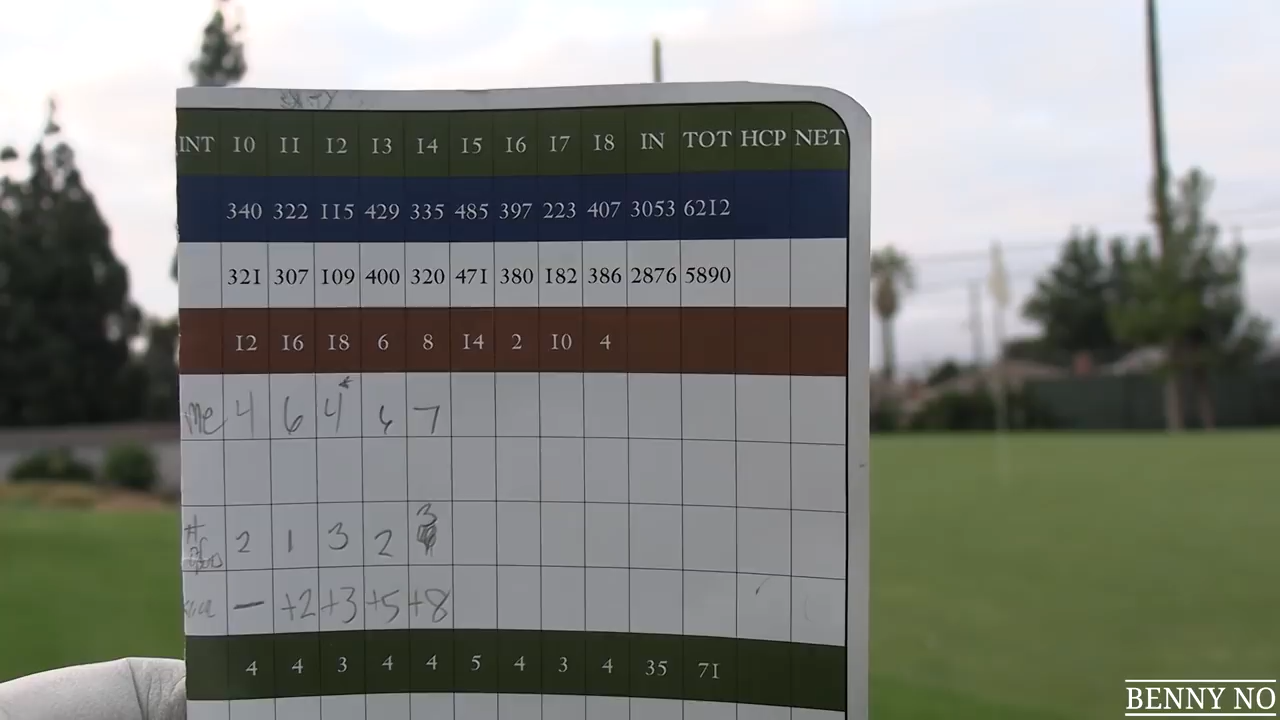 INT 10 11 12 13 14 15 16 17 18 IN TOT HCP NET
340 322 115 429 335 485 397 223 407 3053 6212
321 307 109 400 320 471 380 182 386 2876 5890
12 16 18 6 8 14 2 10 4
Me 4 6 4* 6 7
# of 2 1 3 2 3
— +2 +3 +5 +8
4 4 3 4 4 5 4 3 4 35 71
BENNY NO